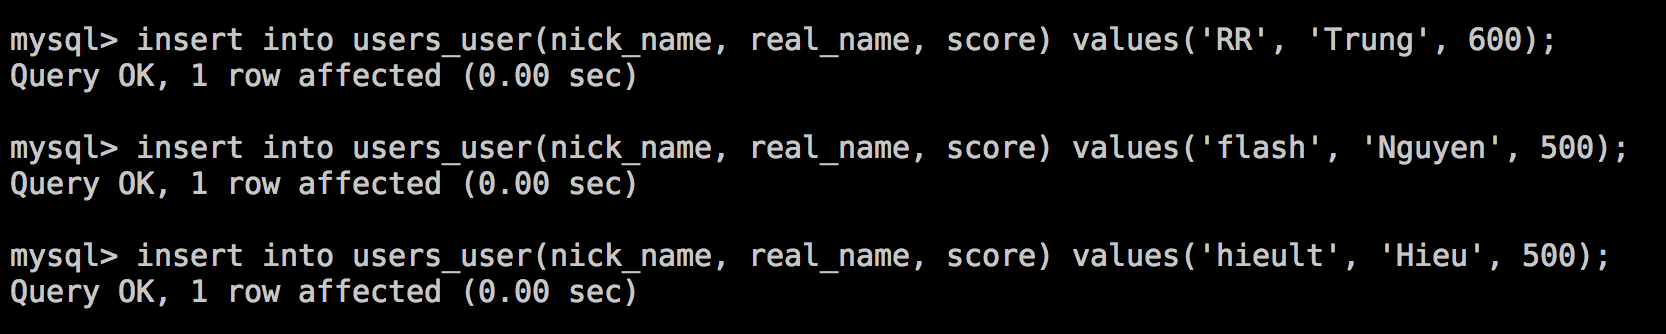 mysql> insert into users_user(nick_name, real_name, score) values('RR', 'Trung', 600);
Query OK, 1 row affected (0.00 sec)
mysql> insert into users_user(nick_name, real_name, score) values('flash', 'Nguyen', 500);
Query OK, 1 row affected (0.00 sec)
mysql> insert into users_user(nick_name, real_name, score) values('hieult', 'Hieu', 500);
Query OK, 1 row affected (0.00 sec)